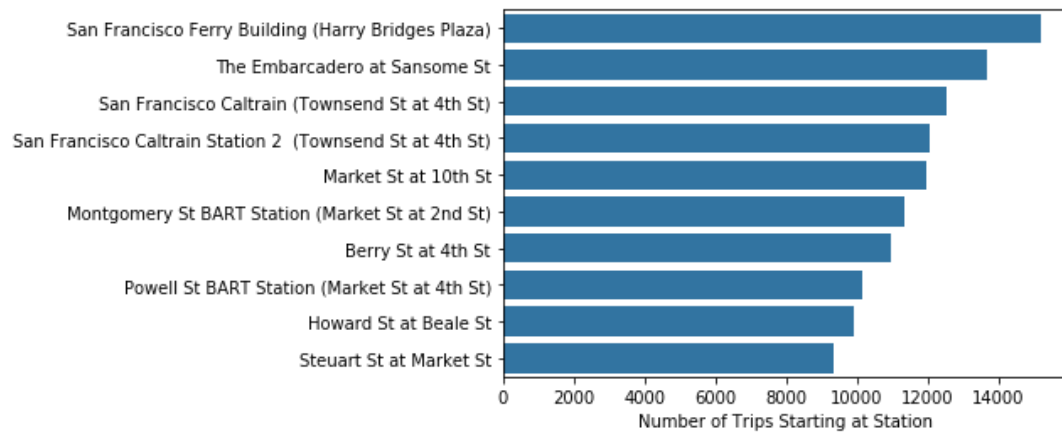 San Francisco Ferry Building (Harry Bridges Plaza)
The Embarcadero at Sansome St
San Francisco Caltrain (Townsend St at 4th St)
San Francisco Caltrain Station 2  (Townsend St at 4th St)
Market St at 10th St
Montgomery St BART Station (Market St at 2nd St)
Berry St at 4th St
Powell St BART Station (Market St at 4th St)
Howard St at Beale St
Steuart St at Market St
0 2000 4000 6000 8000 10000 12000 14000
Number of Trips Starting at Station